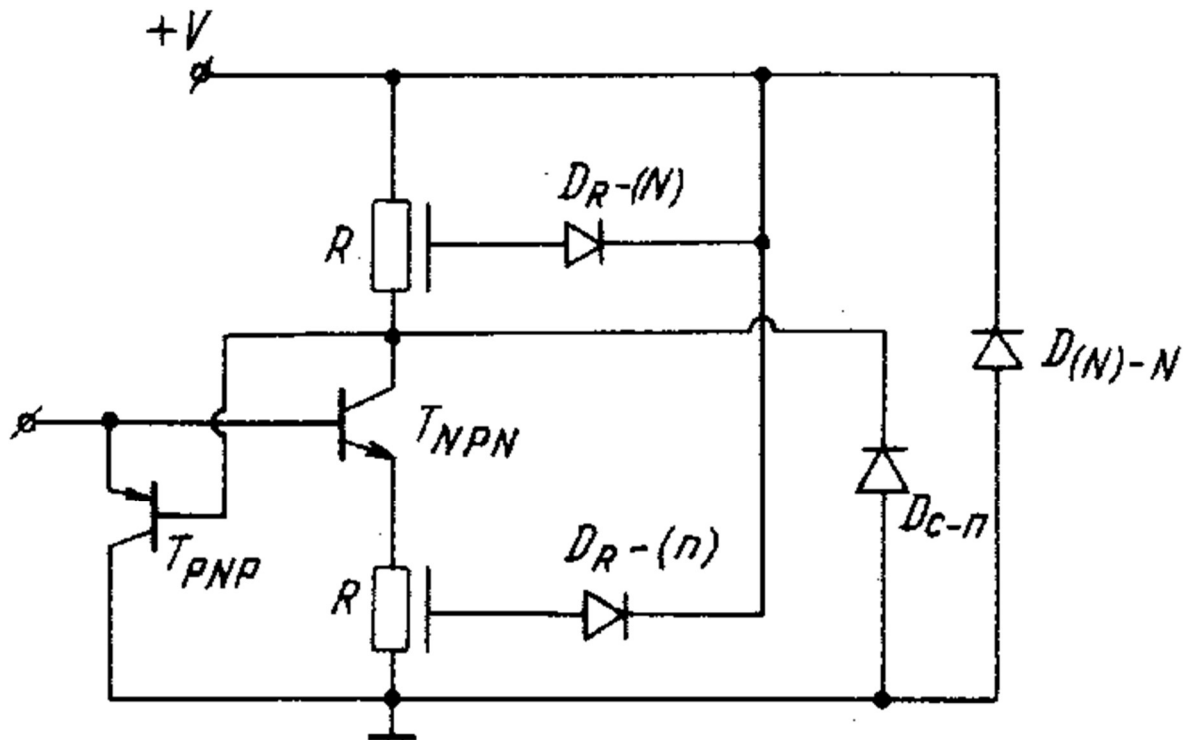 +V
D_R-(N)
R
D_(N)-N
T_NPN
D_C-n
T_PNP
D_R-(n)
R